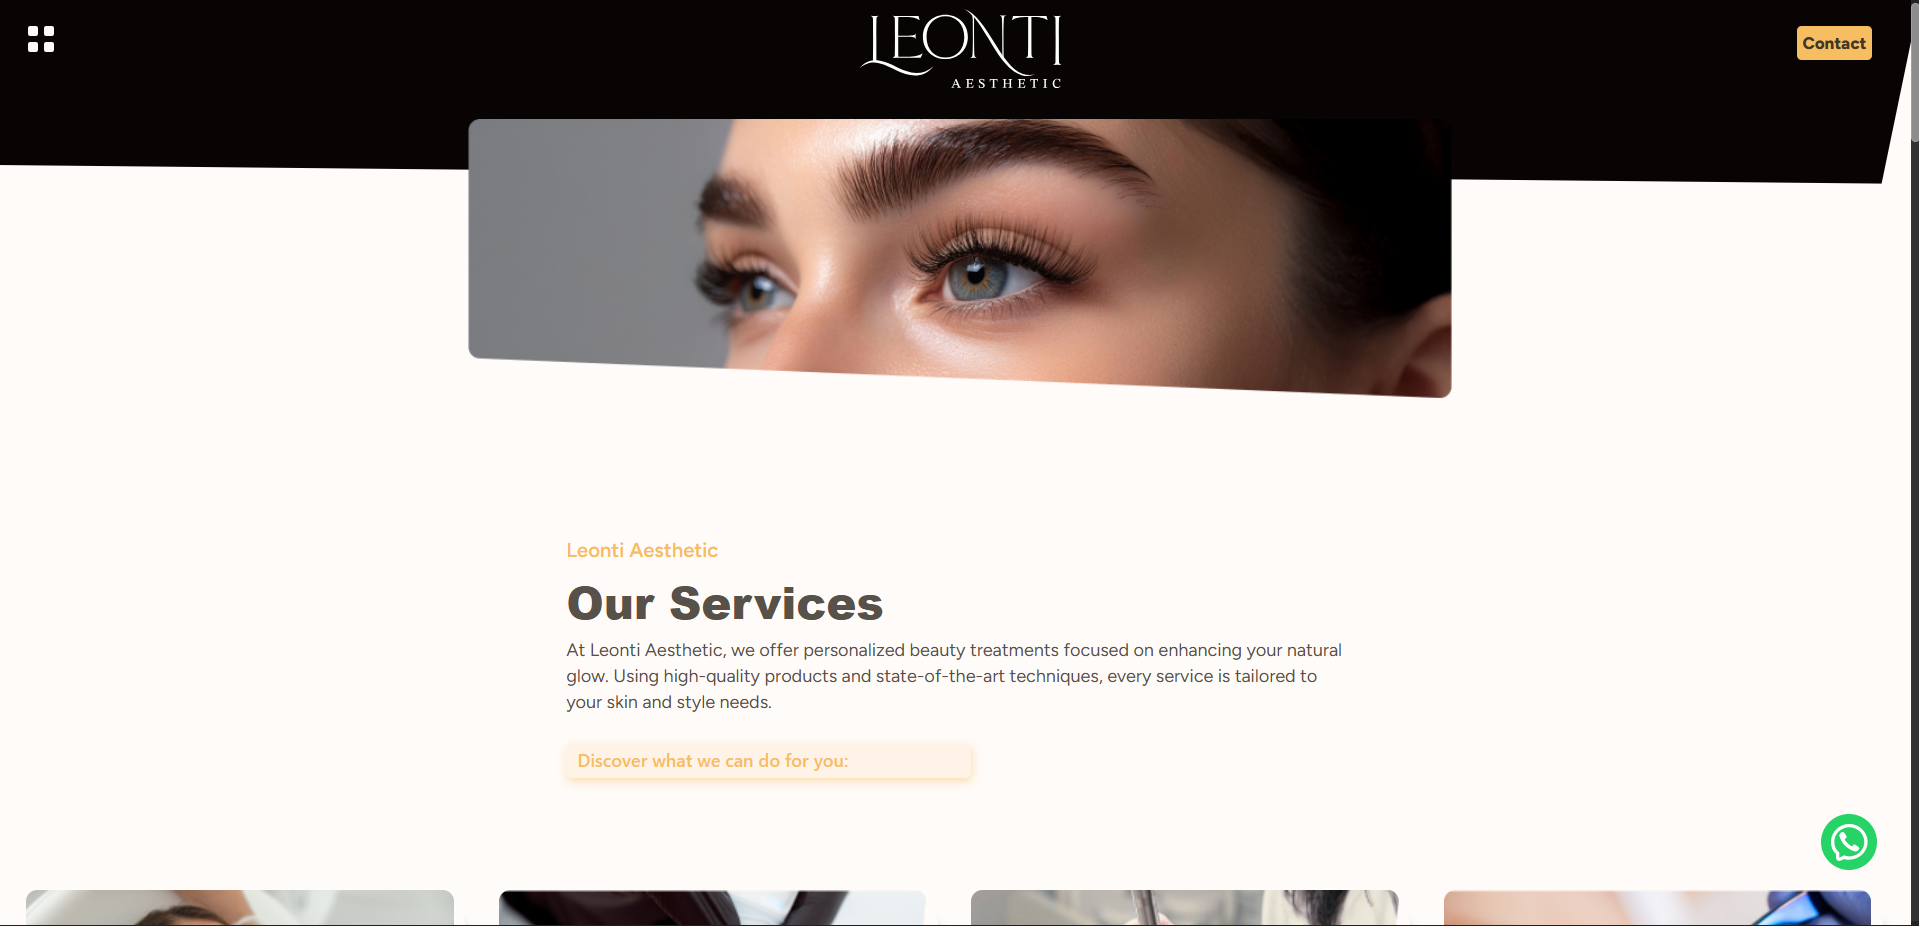 LEONTI
AESTHETIC
Contact
Leonti Aesthetic
Our Services
At Leonti Aesthetic, we offer personalized beauty treatments focused on enhancing your natural
glow. Using high-quality products and state-of-the-art techniques, every service is tailored to
your skin and style needs.
Discover what we can do for you: